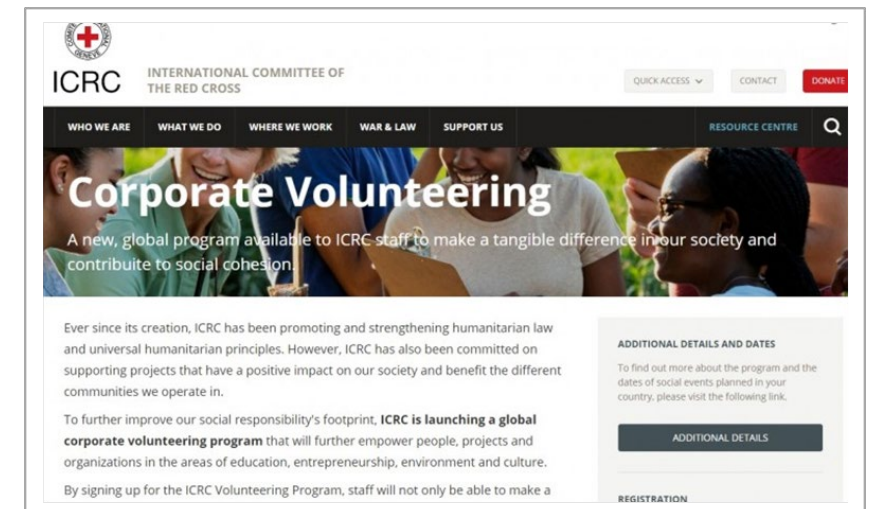 COMITÉ INTERNATIONAL GENEVE
ICRC
INTERNATIONAL COMMITTEE OF
THE RED CROSS
QUICK ACCESS
CONTACT
DONATE
WHO WE ARE
WHAT WE DO
WHERE WE WORK
WAR & LAW
SUPPORT US
RESOURCE CENTRE
Corporate Volunteering
A new, global program available to ICRC staff to make a tangible difference in our society and
contribuite to social cohesion.
Ever since its creation, ICRC has been promoting and strengthening humanitarian law
and universal humanitarian principles. However, ICRC has also been committed on
supporting projects that have a positive impact on our society and benefit the different
communities we operate in.
To further improve our social responsibility's footprint, ICRC is launching a global
corporate volunteering program that will further empower people, projects and
organizations in the areas of education, entrepreneurship, environment and culture.
By signing up for the ICRC Volunteering Program, staff will not only be able to make a
ADDITIONAL DETAILS AND DATES
To find out more about the program and the
dates of social events planned in your
country, please visit the following link.
ADDITIONAL DETAILS
REGISTRATION